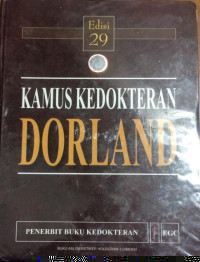 Edisi
29
KAMUS KEDOKTERAN
DORLAND
PENERBIT BUKU KEDOKTERAN
EGC